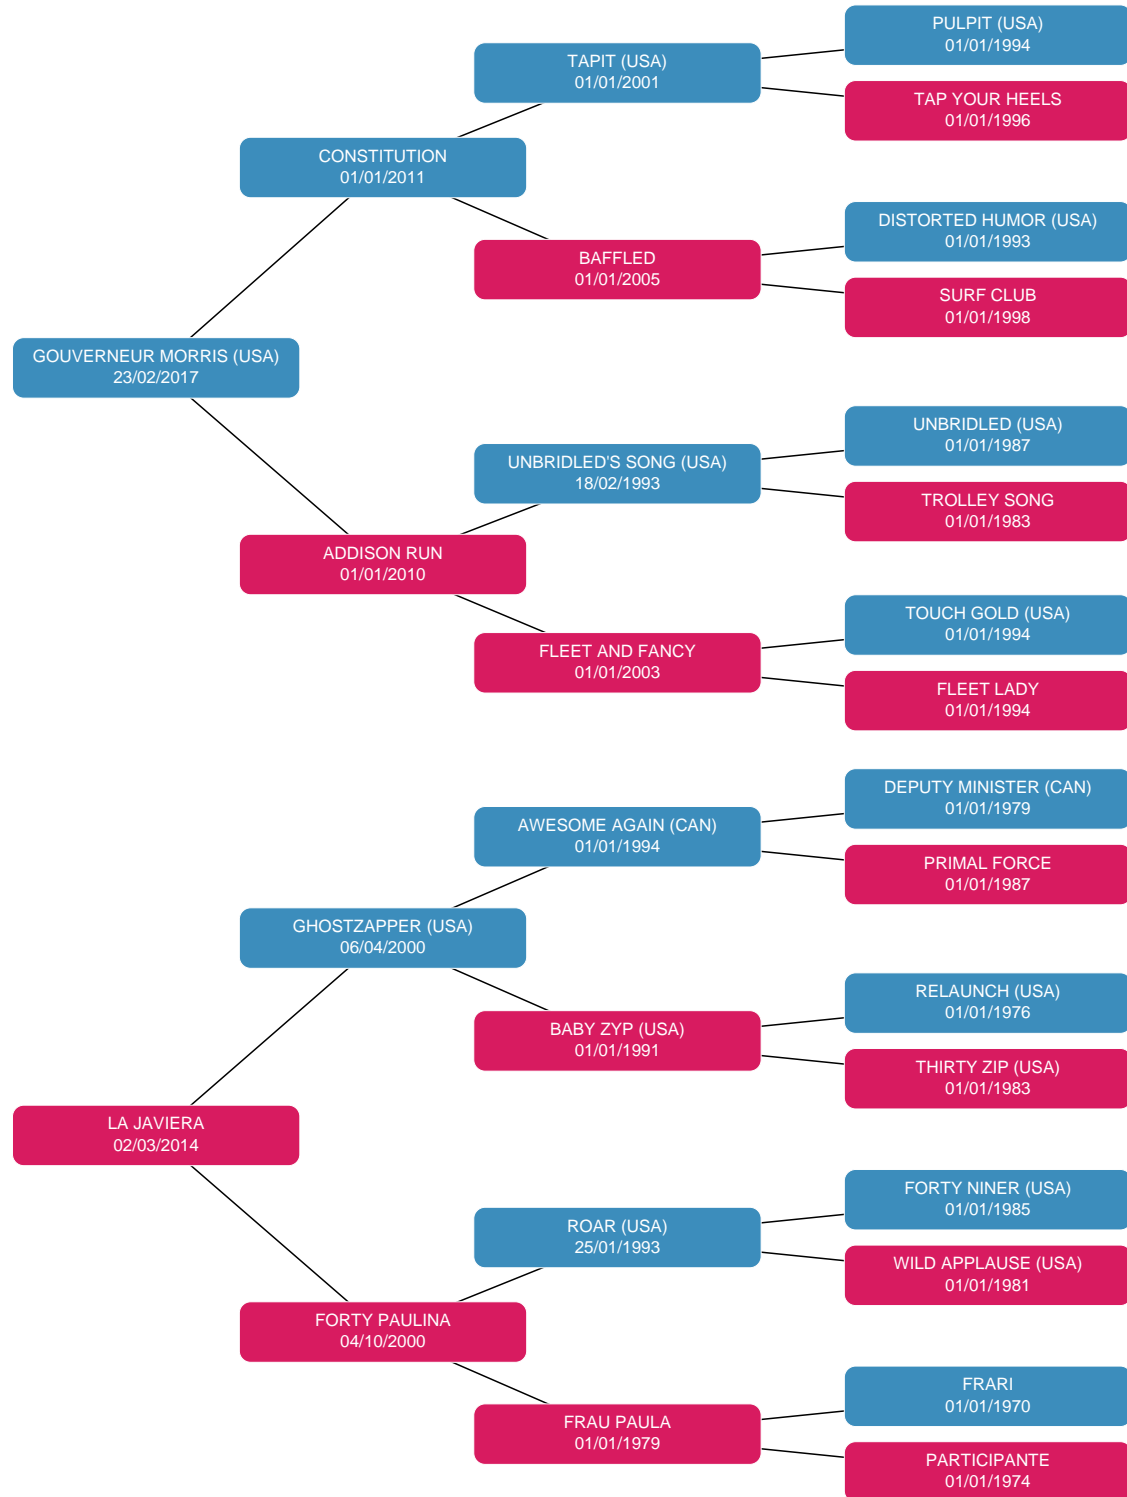 PULPIT (USA)
01/01/1994
TAPIT (USA)
01/01/2001
TAP YOUR HEELS
01/01/1996
CONSTITUTION
01/01/2011
DISTORTED HUMOR (USA)
01/01/1993
BAFFLED
01/01/2005
SURF CLUB
01/01/1998
GOUVERNEUR MORRIS (USA)
23/02/2017
UNBRIDLED (USA)
01/01/1987
UNBRIDLED'S SONG (USA)
18/02/1993
TROLLEY SONG
01/01/1983
ADDISON RUN
01/01/2010
TOUCH GOLD (USA)
01/01/1994
FLEET AND FANCY
01/01/2003
FLEET LADY
01/01/1994
DEPUTY MINISTER (CAN)
01/01/1979
AWESOME AGAIN (CAN)
01/01/1994
PRIMAL FORCE
01/01/1987
GHOSTZAPPER (USA)
06/04/2000
RELAUNCH (USA)
01/01/1976
BABY ZYP (USA)
01/01/1991
THIRTY ZIP (USA)
01/01/1983
LA JAVIERA
02/03/2014
FORTY NINER (USA)
01/01/1985
ROAR (USA)
25/01/1993
WILD APPLAUSE (USA)
01/01/1981
FORTY PAULINA
04/10/2000
FRARI
01/01/1970
FRAU PAULA
01/01/1979
PARTICIPANTE
01/01/1974